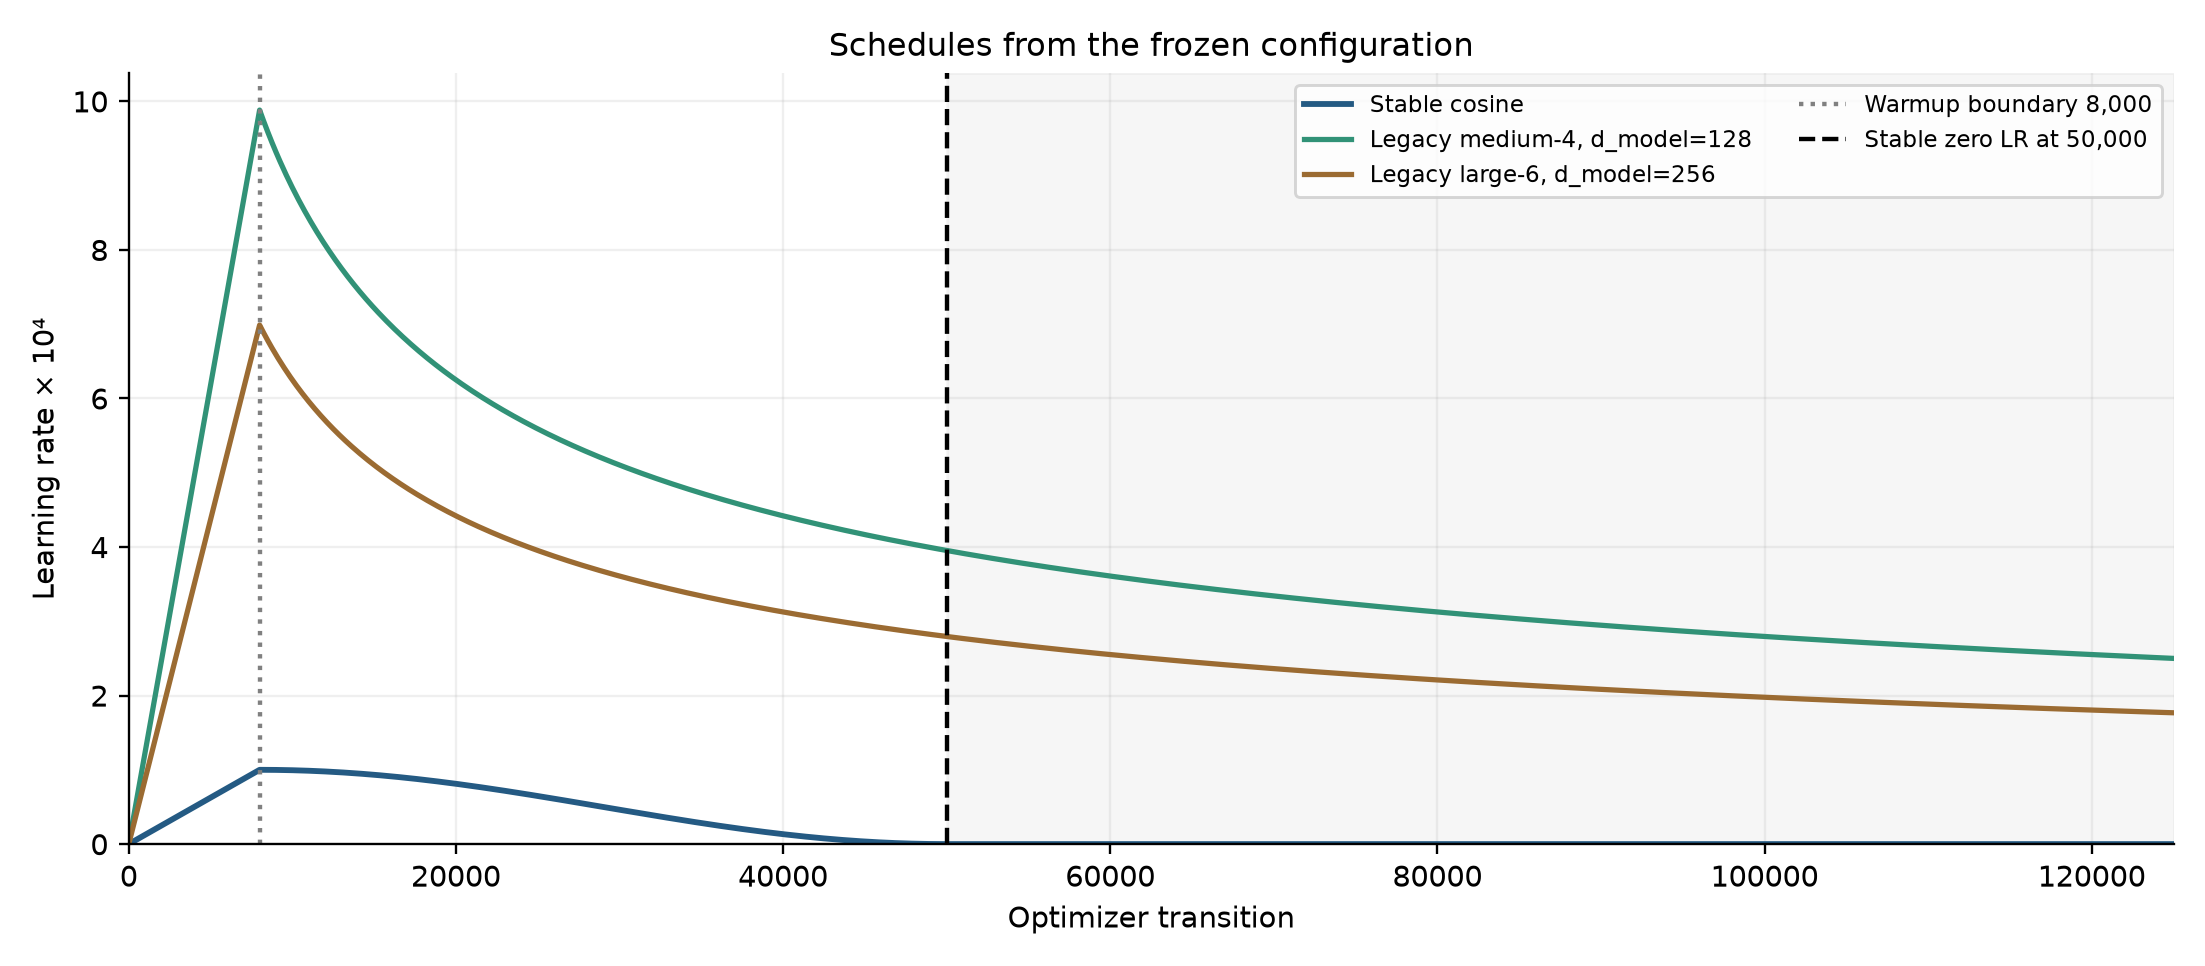 Schedules from the frozen configuration
Learning rate × 10⁴
10
8
6
4
2
0
Stable cosine
Legacy medium-4, d_model=128
Legacy large-6, d_model=256
Warmup boundary 8,000
Stable zero LR at 50,000
0 20000 40000 60000 80000 100000 120000
Optimizer transition